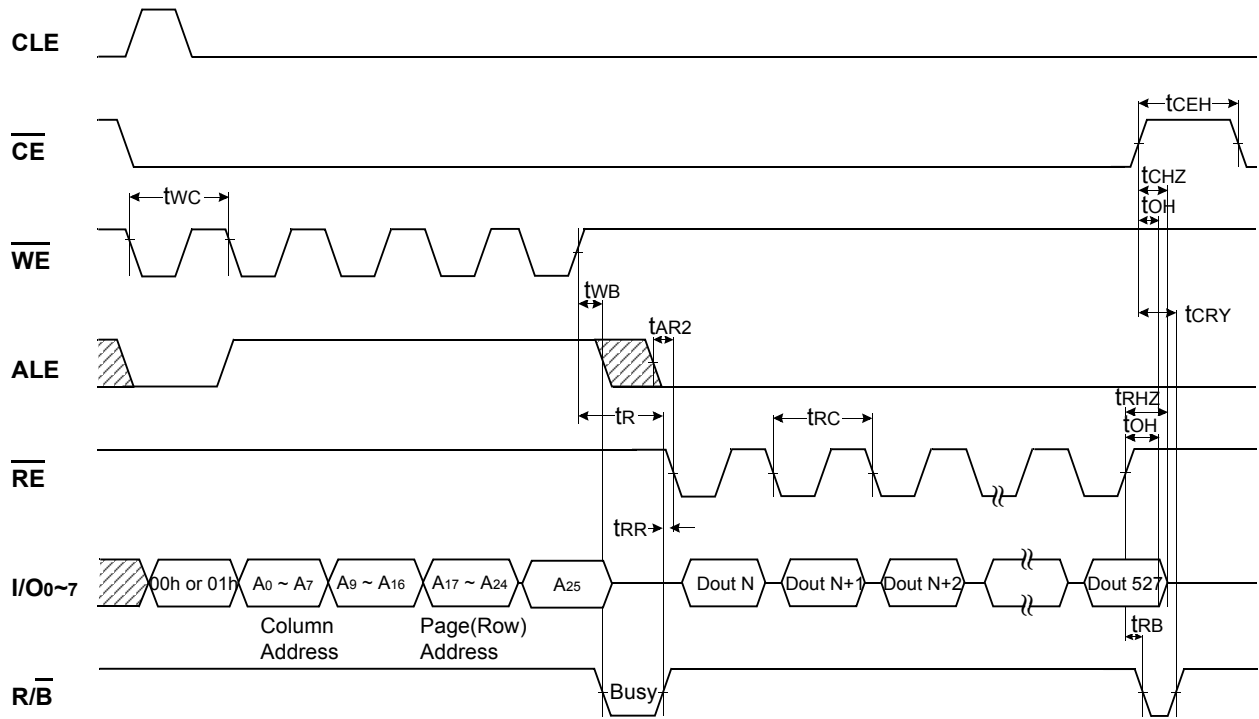 CLE
tCEH
CE
tCHZ
tWC
tOH
WE
tWB
tCRY
tAR2
ALE
tRHZ
tR
tRC
tOH
RE
tRR
I/O0~7
00h or 01h
A0 ~ A7
A9 ~ A16
A17 ~ A24
A25
Dout N
Dout N+1
Dout N+2
Dout 527
Column
Address
Page(Row)
Address
tRB
R/B
Busy